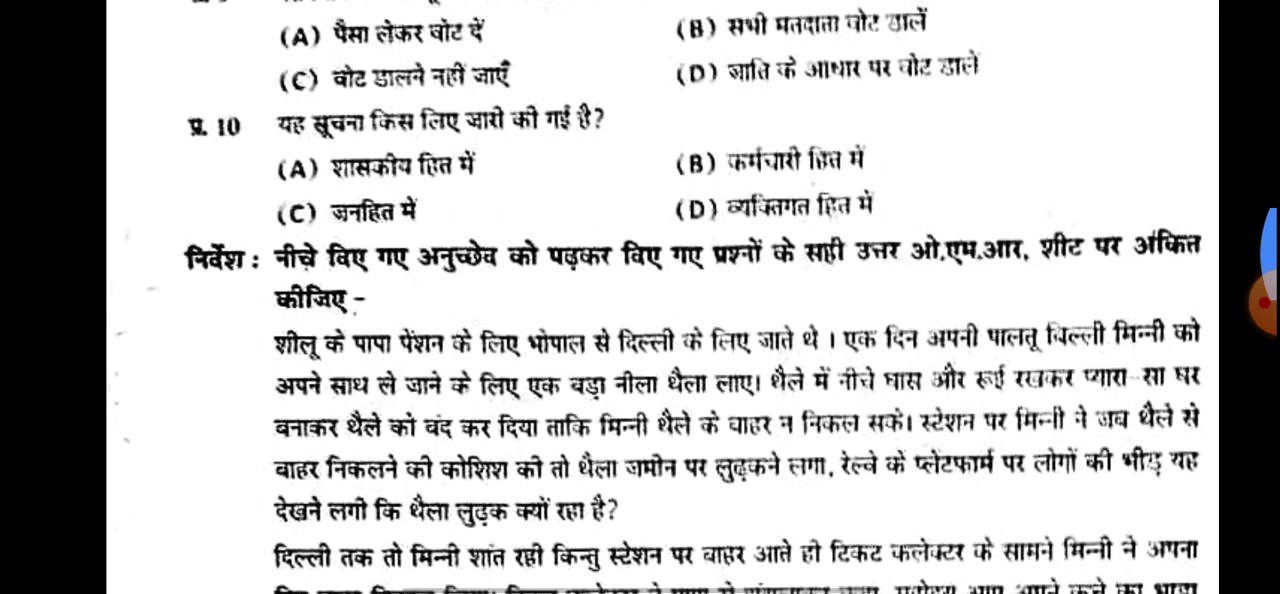 (A) पैसा लेकर वोट दें (B) सभी मतदाता वोट डालें
(C) वोट डालने नहीं जाएँ (D) जाति के आधार पर वोट डालें
प्र. 10 यह सूचना किस लिए जारी की गई है?
(A) शासकीय हित में (B) कर्मचारी हित में
(C) जनहित में (D) व्यक्तिगत हित में
निर्देश : नीचे दिए गए अनुच्छेद को पढ़कर दिए गए प्रश्नों के सही उत्तर ओ.एम.आर. शीट पर अंकित
कीजिए -
शीलू के पापा पेंशन के लिए भोपाल से दिल्ली के लिए जाते थे । एक दिन अपनी पालतू बिल्ली मिन्नी को
अपने साथ ले जाने के लिए एक बड़ा नीला थैला लाए। थैले में नीचे घास और रूई रखकर प्यारा-सा घर
बनाकर थैले को बंद कर दिया ताकि मिन्नी थैले के बाहर न निकल सके। स्टेशन पर मिन्नी ने जब थैले से
बाहर निकलने की कोशिश की तो थैला जमीन पर लुढ़कने लगा, रेल्वे के प्लेटफार्म पर लोगों की भीड़ यह
देखने लगी कि थैला लुढ़क क्यों रहा है?
दिल्ली तक तो मिन्नी शांत रही किन्तु स्टेशन पर बाहर आते ही टिकट कलेक्टर के सामने मिन्नी ने अपना